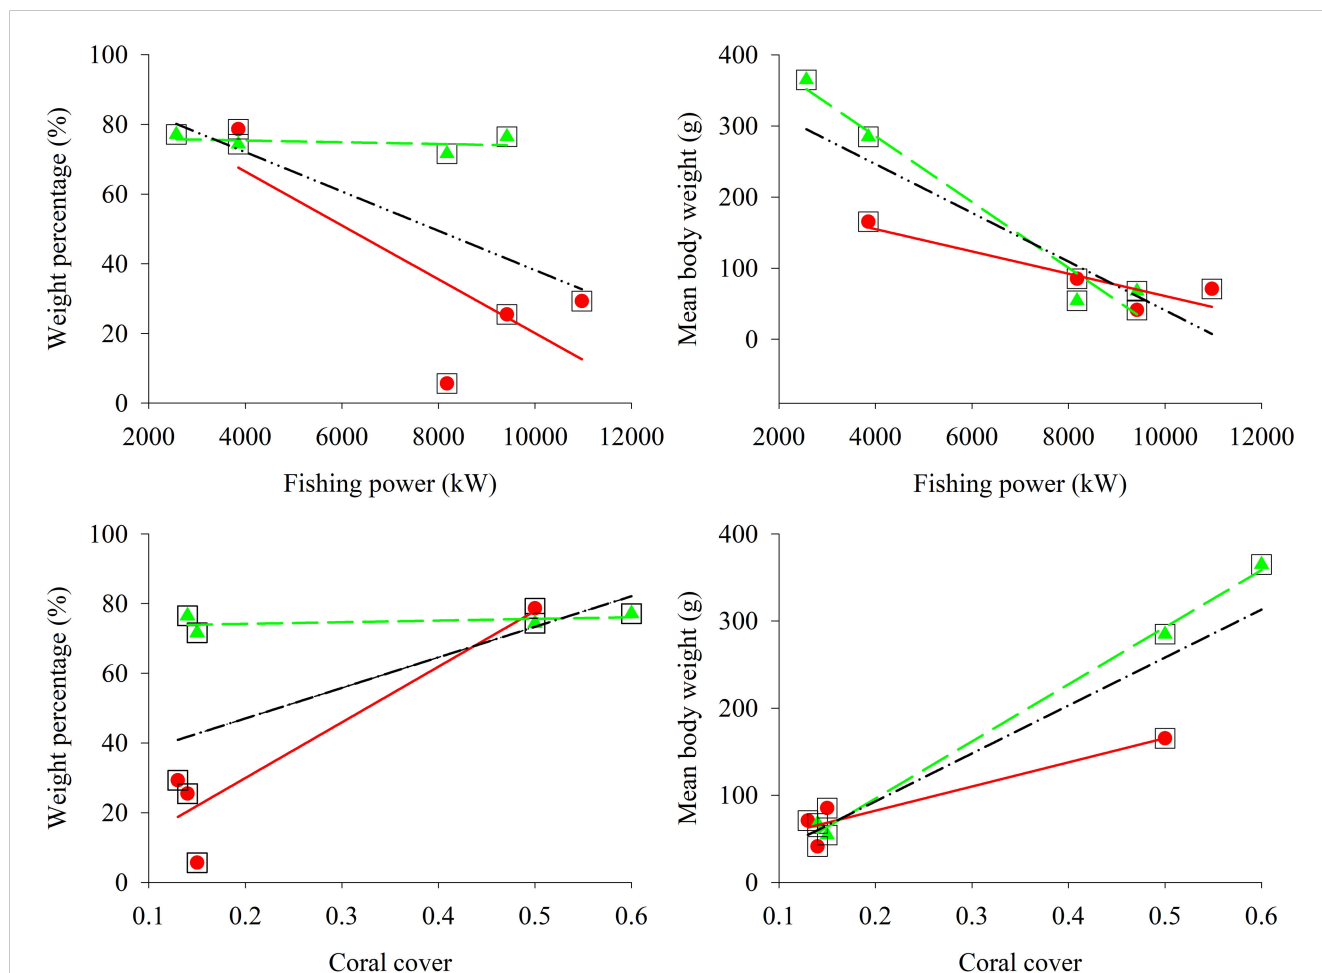 Weight percentage (%)
100
80
60
40
20
0
2000 4000 6000 8000 10000 12000
Fishing power (kW)
Mean body weight (g)
400
300
200
100
0
2000 4000 6000 8000 10000 12000
Fishing power (kW)
Weight percentage (%)
100
80
60
40
20
0
0.1 0.2 0.3 0.4 0.5 0.6
Coral cover
Mean body weight (g)
400
300
200
100
0
0.1 0.2 0.3 0.4 0.5 0.6
Coral cover